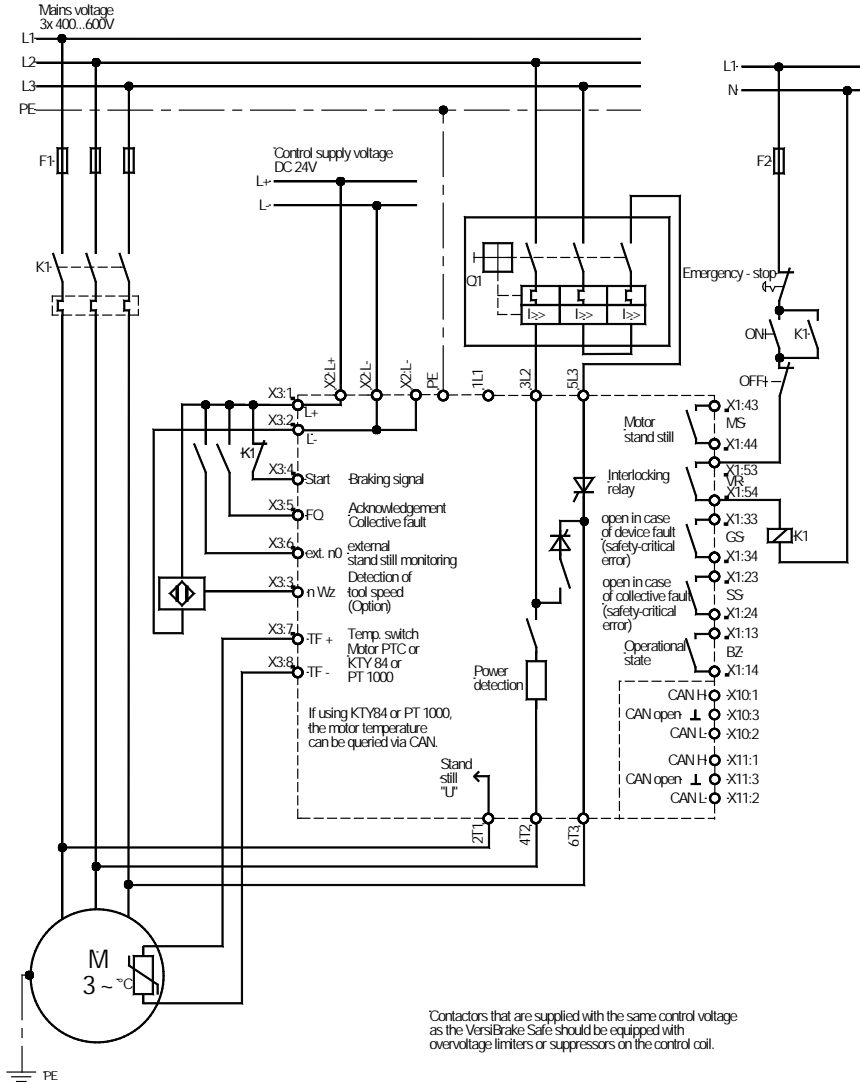 Mains voltage
3x 400...600V
L1
L2
L3
PE
L1
N
F1
Control supply voltage
DC 24V
L+
L-
F2
K1
Q1
I>>
I>>
I>>
Emergency - stop
ON
K1
OFF
X2:L+
X2:L-
X2:L-
PE
1L1
3L2
5L3
X3:1
L+
X3:2
L-
K1
X3:4
Start
Braking signal
X3:5
FQ
Acknowledgement
Collective fault
X3:6
ext. n0
external
stand still monitoring
X3:3
n Wz
Detection of
tool speed
(Option)
X3:7
TF +
Temp. switch
Motor PTC or
KTY 84 or
PT 1000
X3:8
TF -
If using KTY84 or PT 1000,
the motor temperature
can be queried via CAN.
Power
detection
Stand
still
"U"
Motor
stand still
X1:43
MS
X1:44
Interlocking
relay
X1:53
VR
X1:54
K1
open in case
of device fault
(safety-critical
error)
X1:33
GS
X1:34
open in case
of collective fault
(safety-critical
error)
X1:23
SS
X1:24
Operational
state
X1:13
BZ
X1:14
CAN H
X10:1
CAN open
X10:3
CAN L
X10:2
CAN H
X11:1
CAN open
X11:3
CAN L
X11:2
2T1
4T2
6T3
M
3 ~
°C
PE
Contactors that are supplied with the same control voltage
as the VersiBrake Safe should be equipped with
overvoltage limiters or suppressors on the control coil.